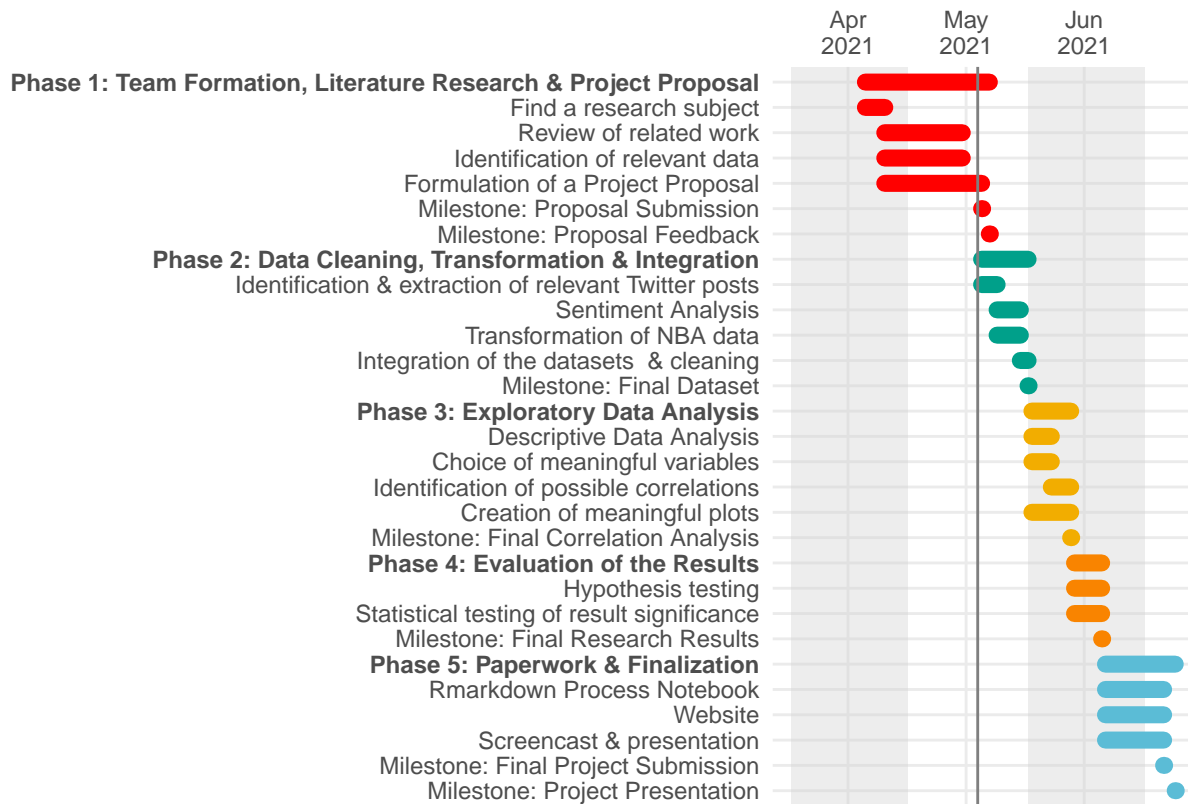 Apr May Jun
2021 2021 2021
Phase 1: Team Formation, Literature Research & Project Proposal
Find a research subject
Review of related work
Identification of relevant data
Formulation of a Project Proposal
Milestone: Proposal Submission
Milestone: Proposal Feedback
Phase 2: Data Cleaning, Transformation & Integration
Identification & extraction of relevant Twitter posts
Sentiment Analysis
Transformation of NBA data
Integration of the datasets  & cleaning
Milestone: Final Dataset
Phase 3: Exploratory Data Analysis
Descriptive Data Analysis
Choice of meaningful variables
Identification of possible correlations
Creation of meaningful plots
Milestone: Final Correlation Analysis
Phase 4: Evaluation of the Results
Hypothesis testing
Statistical testing of result significance
Milestone: Final Research Results
Phase 5: Paperwork & Finalization
Rmarkdown Process Notebook
Website
Screencast & presentation
Milestone: Final Project Submission
Milestone: Project Presentation